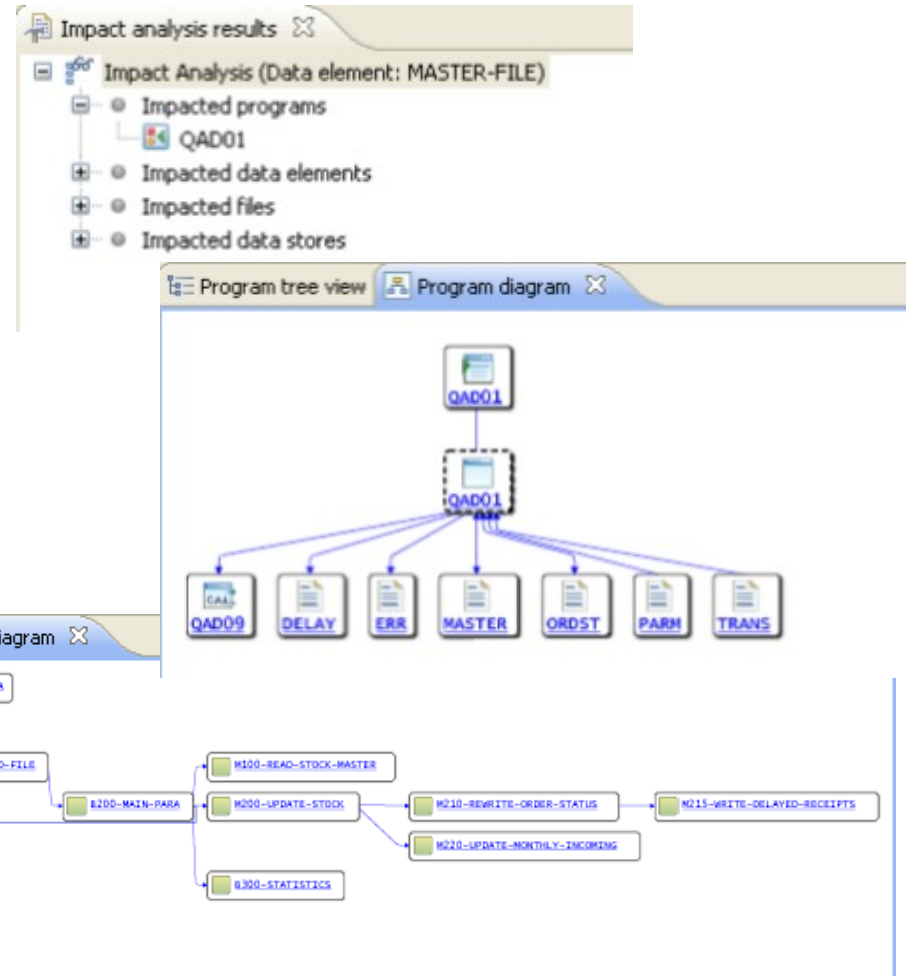 Impact analysis results
Impact Analysis (Data element: MASTER-FILE)
Impacted programs
QAD01
Impacted data elements
Impacted files
Impacted data stores
Program tree view Program diagram
QAD01
QAD01
QAD09 DELAY ERR MASTER ORDST PARM TRANS
iagram
A
D-FILE
M100-READ-STOCK-MASTER
B200-MAIN-PARA M200-UPDATE-STOCK M210-REWRITE-ORDER-STATUS M215-WRITE-DELAYED-RECEIPTS
M220-UPDATE-MONTHLY-INCOMING
B300-STATISTICS